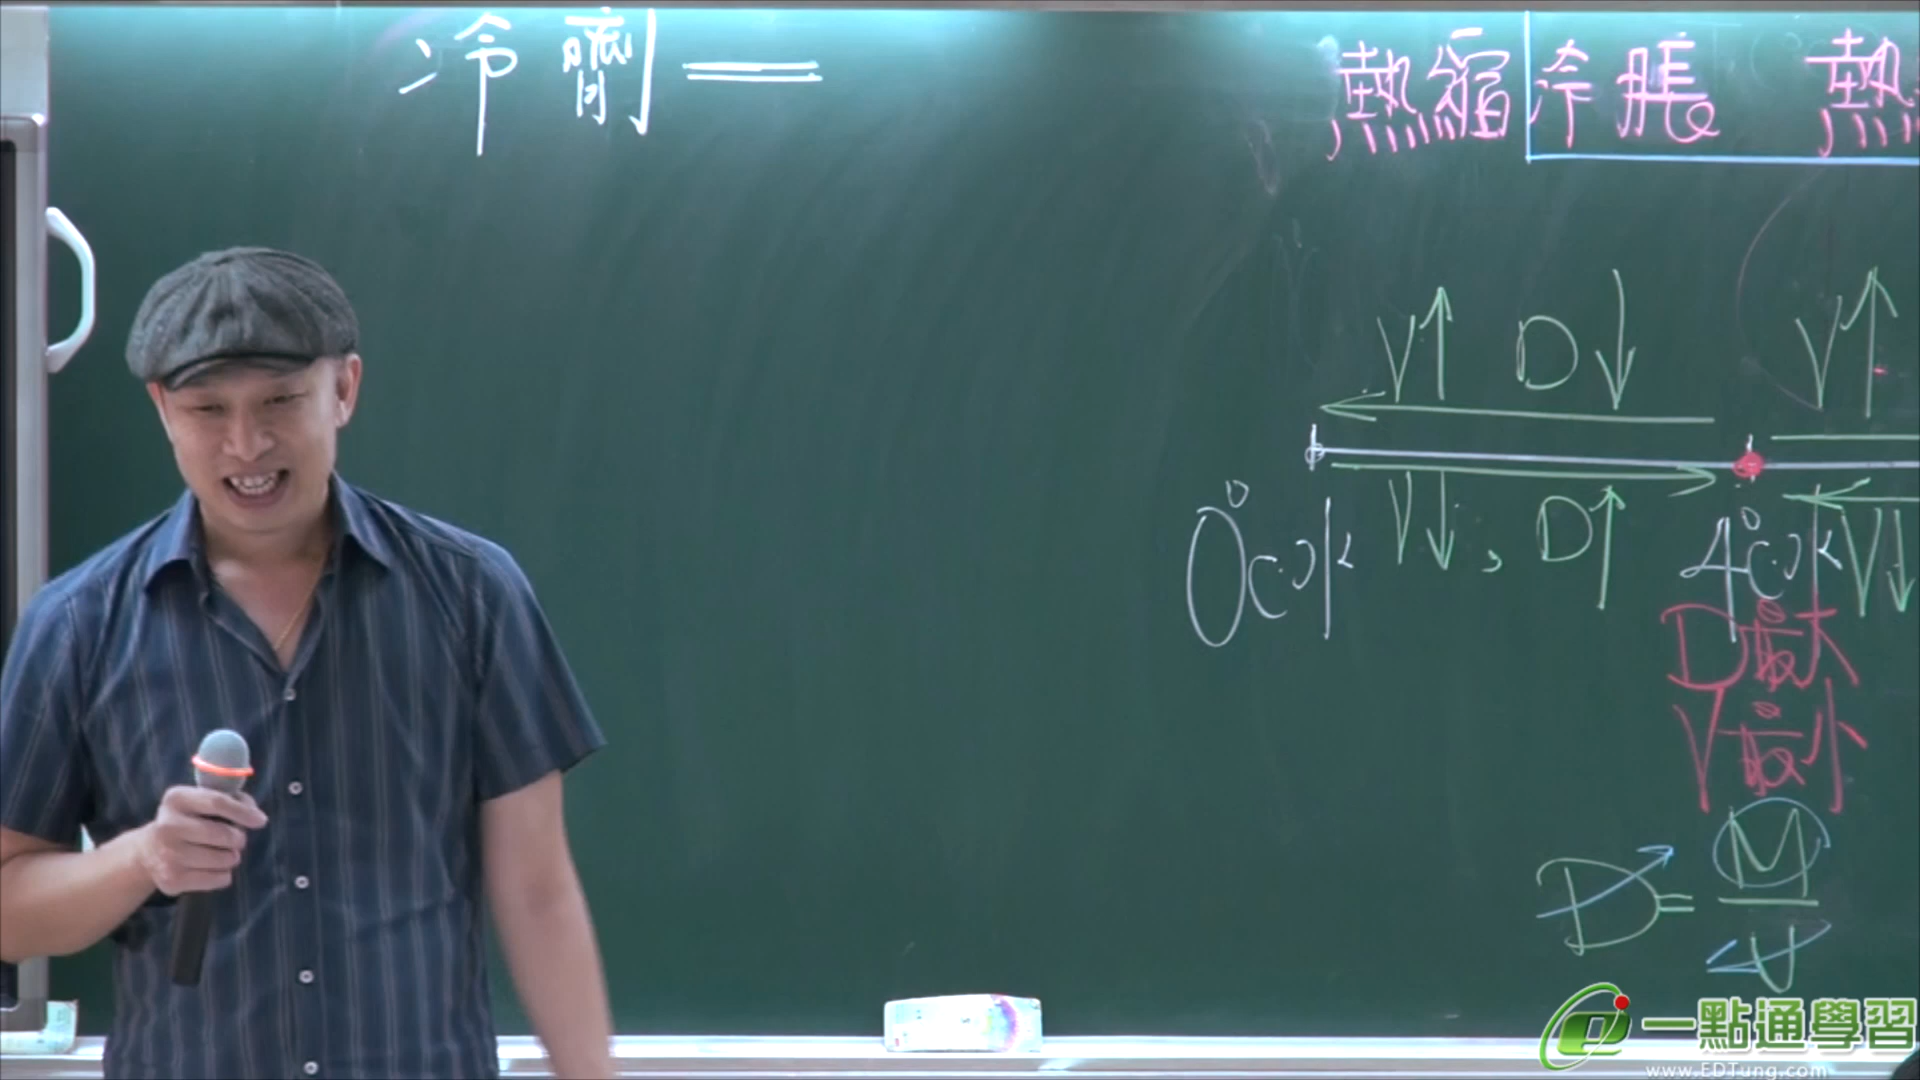 冷劑=
熱縮冷脹 熱
V↑ D↓ V↑
V↓, D↑ V↓
0°C水 4°C水
D最大
V最小
D=M/V
一點通學習
www.EDTung.com